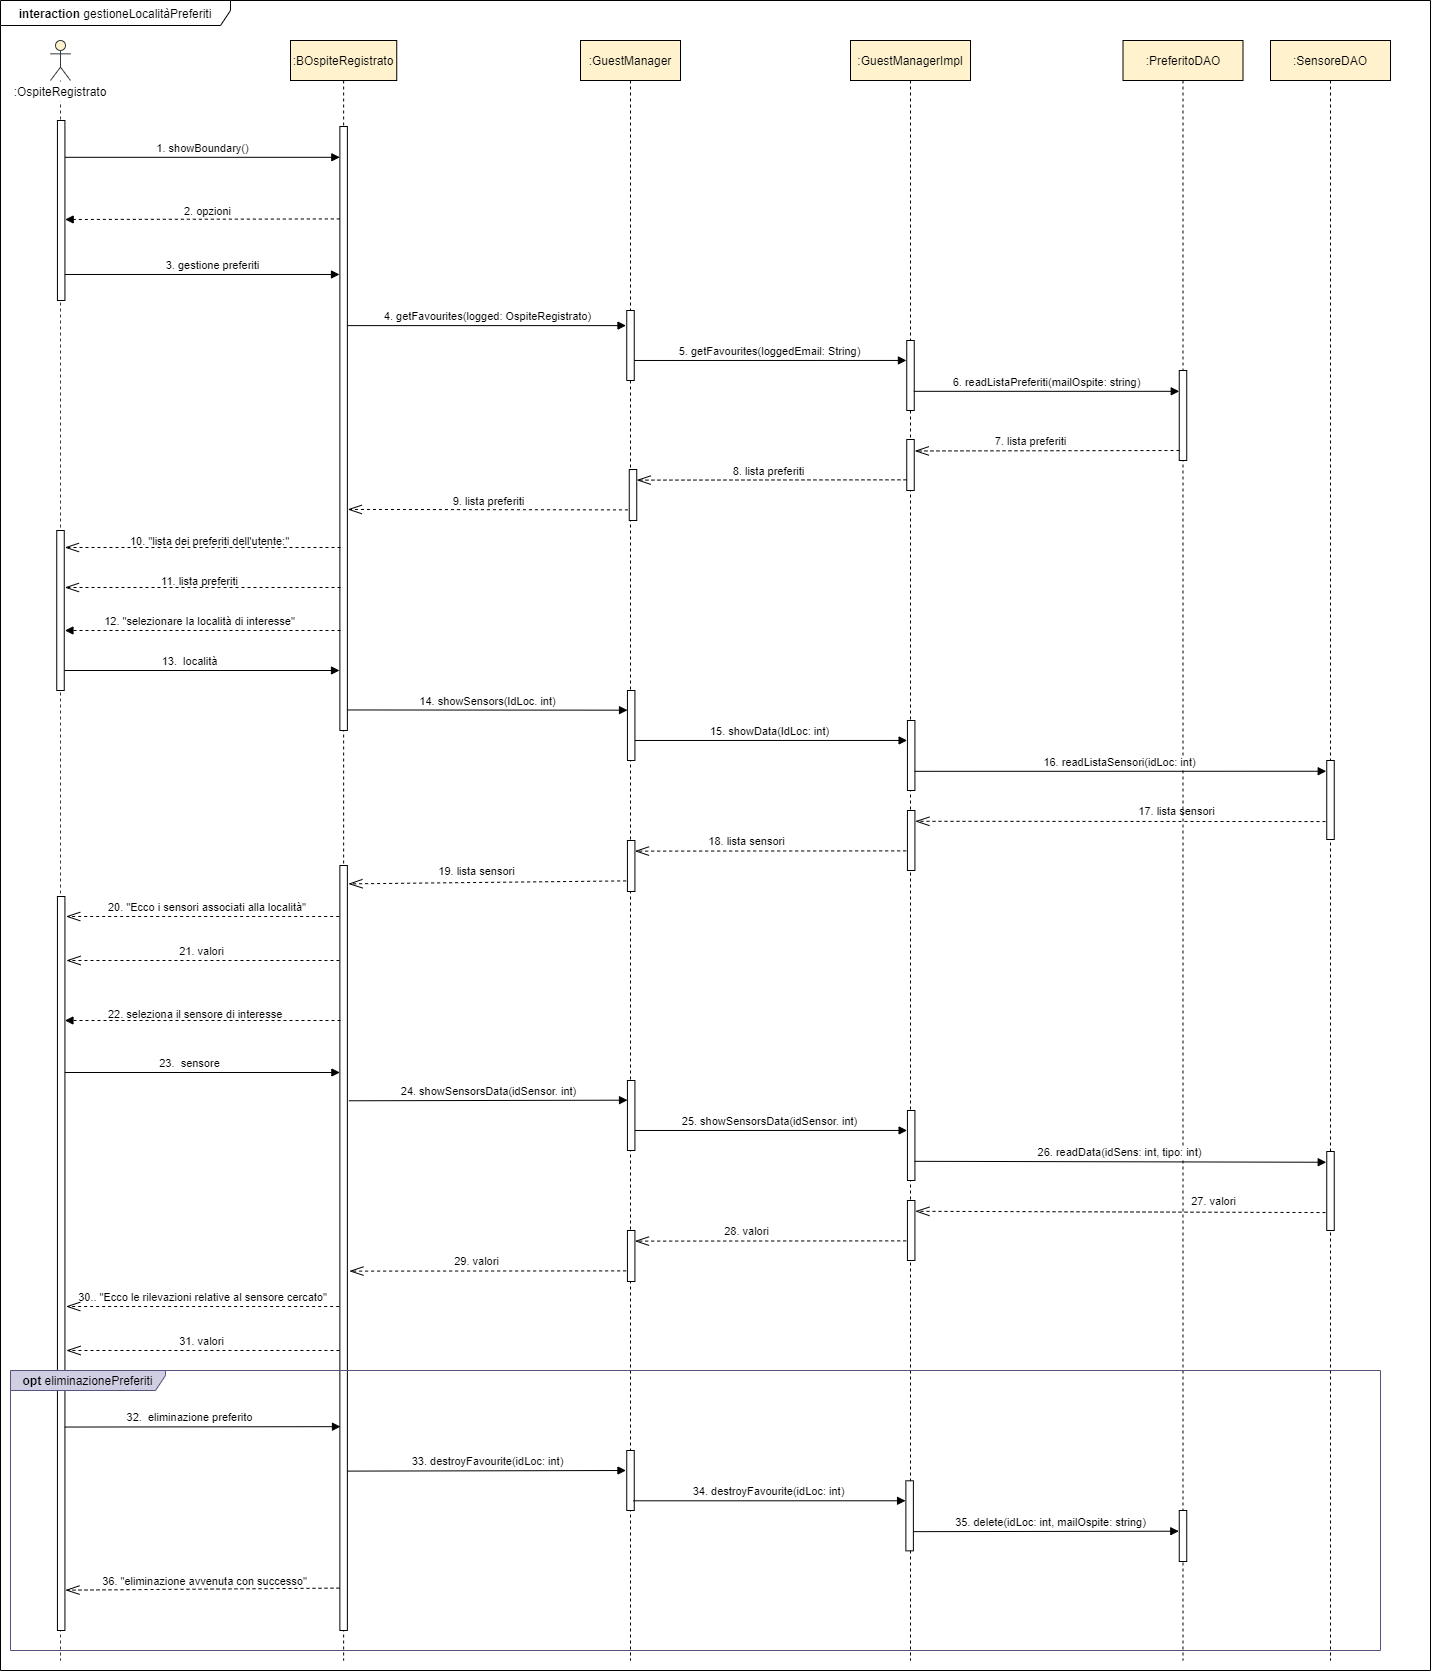 interaction gestioneLocalitàPreferiti
:OspiteRegistrato
:BOspiteRegistrato
:GuestManager
:GuestManagerImpl
:PreferitoDAO
:SensoreDAO
1. showBoundary()
2. opzioni
3. gestione preferiti
4. getFavourites(logged: OspiteRegistrato)
5. getFavourites(loggedEmail: String)
6. readListaPreferiti(mailOspite: string)
7. lista preferiti
8. lista preferiti
9. lista preferiti
10. "lista dei preferiti dell'utente:"
11. lista preferiti
12. "selezionare la località di interesse"
13. località
14. showSensors(IdLoc. int)
15. showData(IdLoc: int)
16. readListaSensori(idLoc: int)
17. lista sensori
18. lista sensori
19. lista sensori
20. "Ecco i sensori associati alla località"
21. valori
22. seleziona il sensore di interesse
23. sensore
24. showSensorsData(idSensor. int)
25. showSensorsData(idSensor. int)
26. readData(idSens: int, tipo: int)
27. valori
28. valori
29. valori
30.. "Ecco le rilevazioni relative al sensore cercato"
31. valori
opt eliminazionePreferiti
32. eliminazione preferito
33. destroyFavourite(idLoc: int)
34. destroyFavourite(idLoc: int)
35. delete(idLoc: int, mailOspite: string)
36. "eliminazione avvenuta con successo"